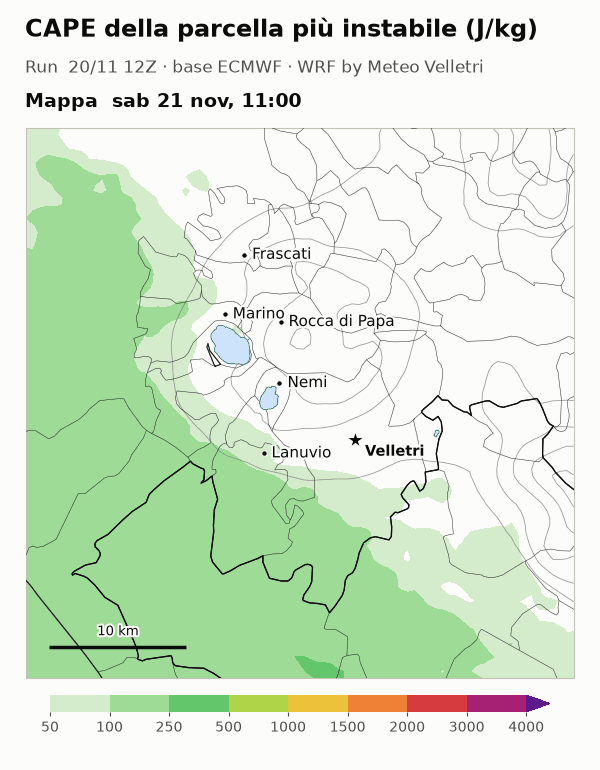 CAPE della parcella più instabile (J/kg)
Run  20/11 12Z · base ECMWF · WRF by Meteo Velletri
Mappa  sab 21 nov, 11:00
Frascati
Marino
Rocca di Papa
Nemi
Velletri
Lanuvio
10 km
50 100 250 500 1000 1500 2000 3000 4000